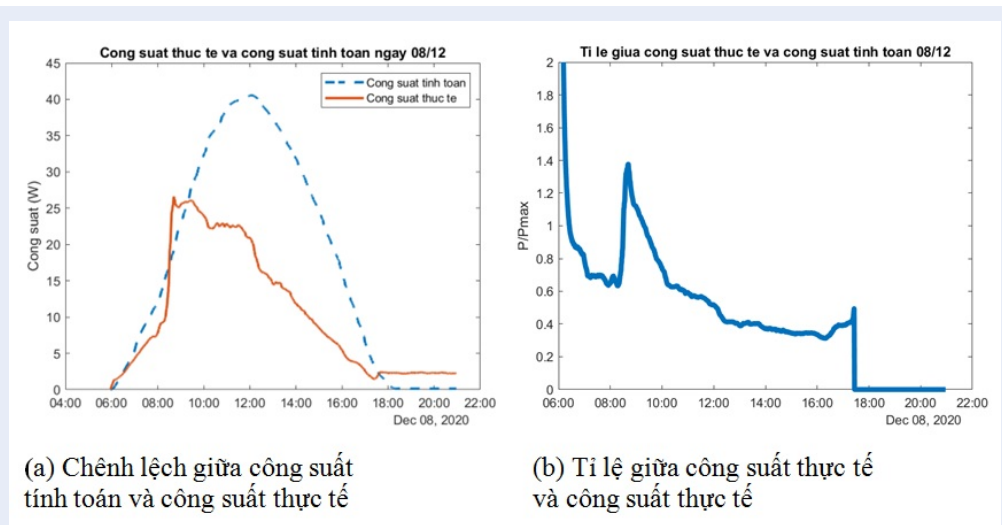 Cong suat thuc te va cong suat tinh toan ngay 08/12
45
40
35
30
25
20
15
10
5
0
Cong suat (W)
Cong suat tinh toan
Cong suat thuc te
04:00 06:00 08:00 10:00 12:00 14:00 16:00 18:00 20:00 22:00
Dec 08, 2020
(a) Chênh lệch giữa công suất
tính toán và công suất thực tế
Ti le giua cong suat thuc te va cong suat tinh toan 08/12
2
1.8
1.6
1.4
1.2
1
0.8
0.6
0.4
0.2
0
P/Pmax
06:00 08:00 10:00 12:00 14:00 16:00 18:00 20:00 22:00
Dec 08, 2020
(b) Tỉ lệ giữa công suất thực tế
và công suất thực tế